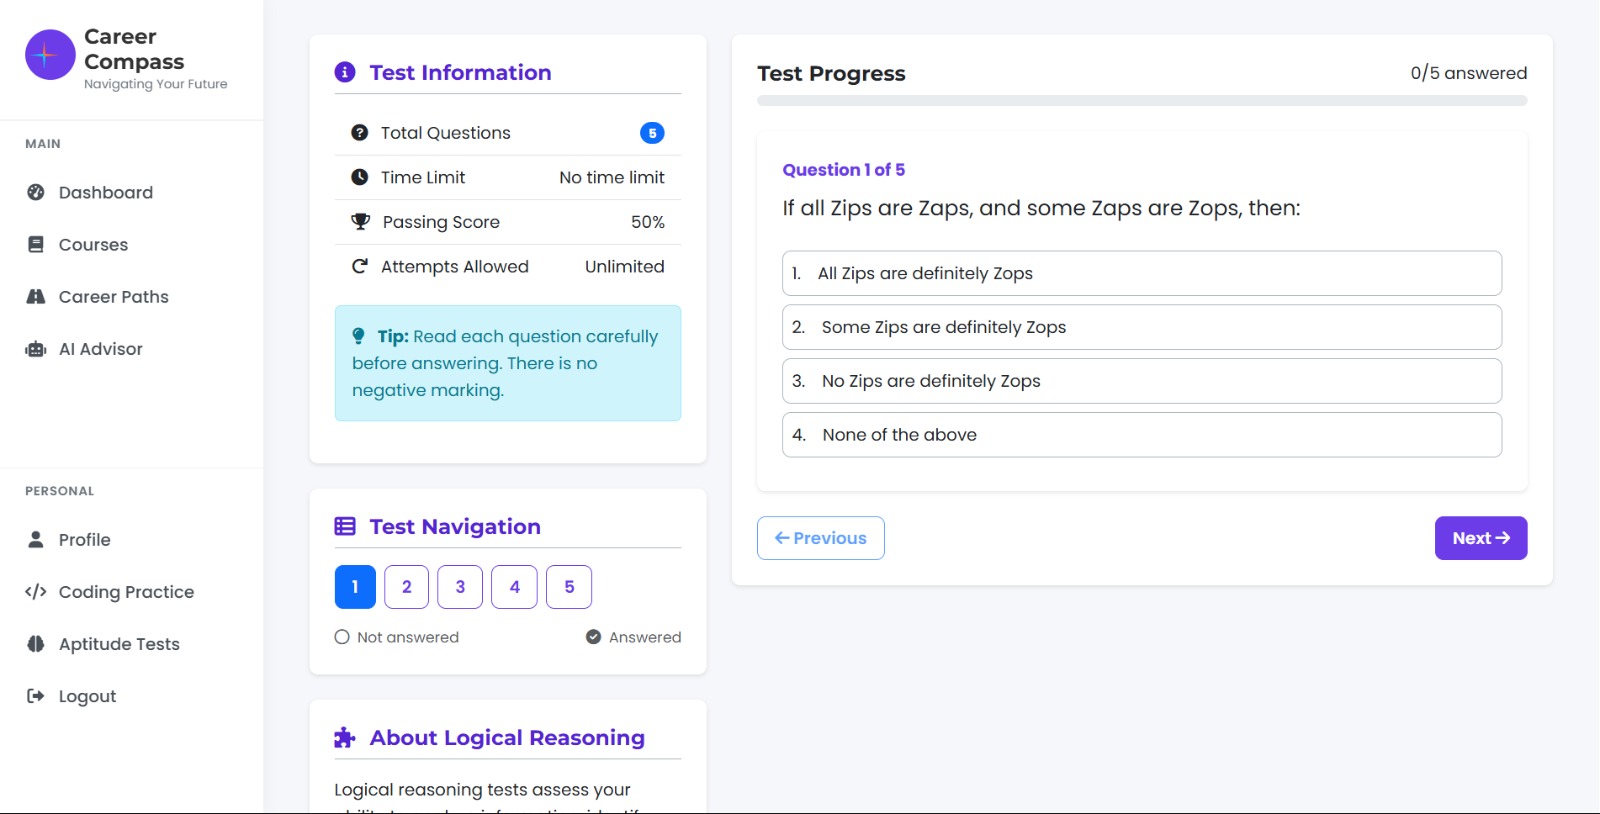 Career
Compass
Navigating Your Future
MAIN
Dashboard
Courses
Career Paths
AI Advisor
PERSONAL
Profile
Coding Practice
Aptitude Tests
Logout
Test Information
Total Questions 5
Time Limit No time limit
Passing Score 50%
Attempts Allowed Unlimited
Tip: Read each question carefully
before answering. There is no
negative marking.
Test Navigation
1 2 3 4 5
Not answered Answered
About Logical Reasoning
Logical reasoning tests assess your
Test Progress 0/5 answered
Question 1 of 5
If all Zips are Zaps, and some Zaps are Zops, then:
1. All Zips are definitely Zops
2. Some Zips are definitely Zops
3. No Zips are definitely Zops
4. None of the above
Previous Next